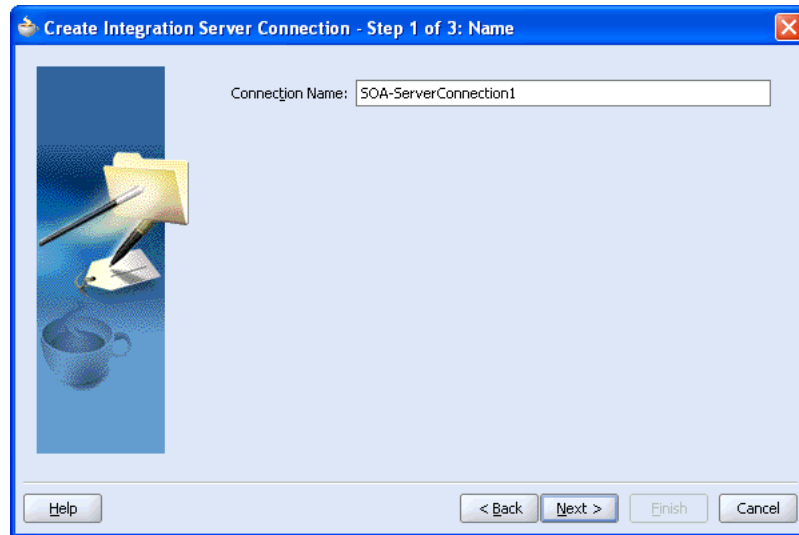 Create Integration Server Connection - Step 1 of 3: Name
Connection Name: SOA-ServerConnection1
Help < Back Next > Finish Cancel